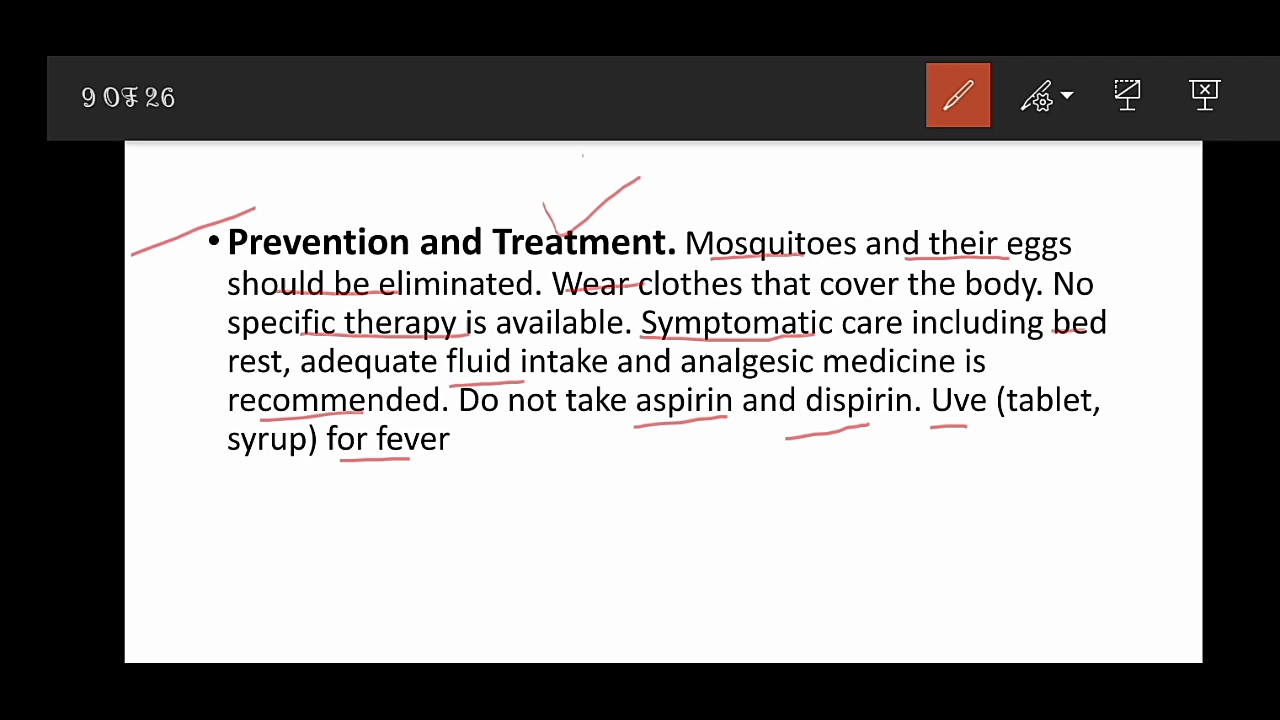 9 OF 26
• Prevention and Treatment. Mosquitoes and their eggs
should be eliminated. Wear clothes that cover the body. No
specific therapy is available. Symptomatic care including bed
rest, adequate fluid intake and analgesic medicine is
recommended. Do not take aspirin and dispirin. Uve (tablet,
syrup) for fever